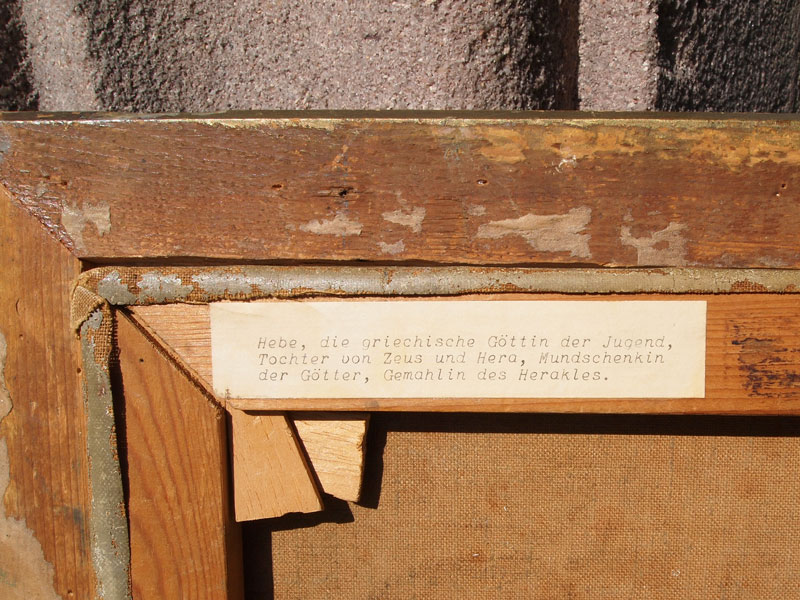 Hebe, die griechische Göttin der Jugend,
Tochter von Zeus und Hera, Mundschenkin
der Götter, Gemahlin des Herakles.